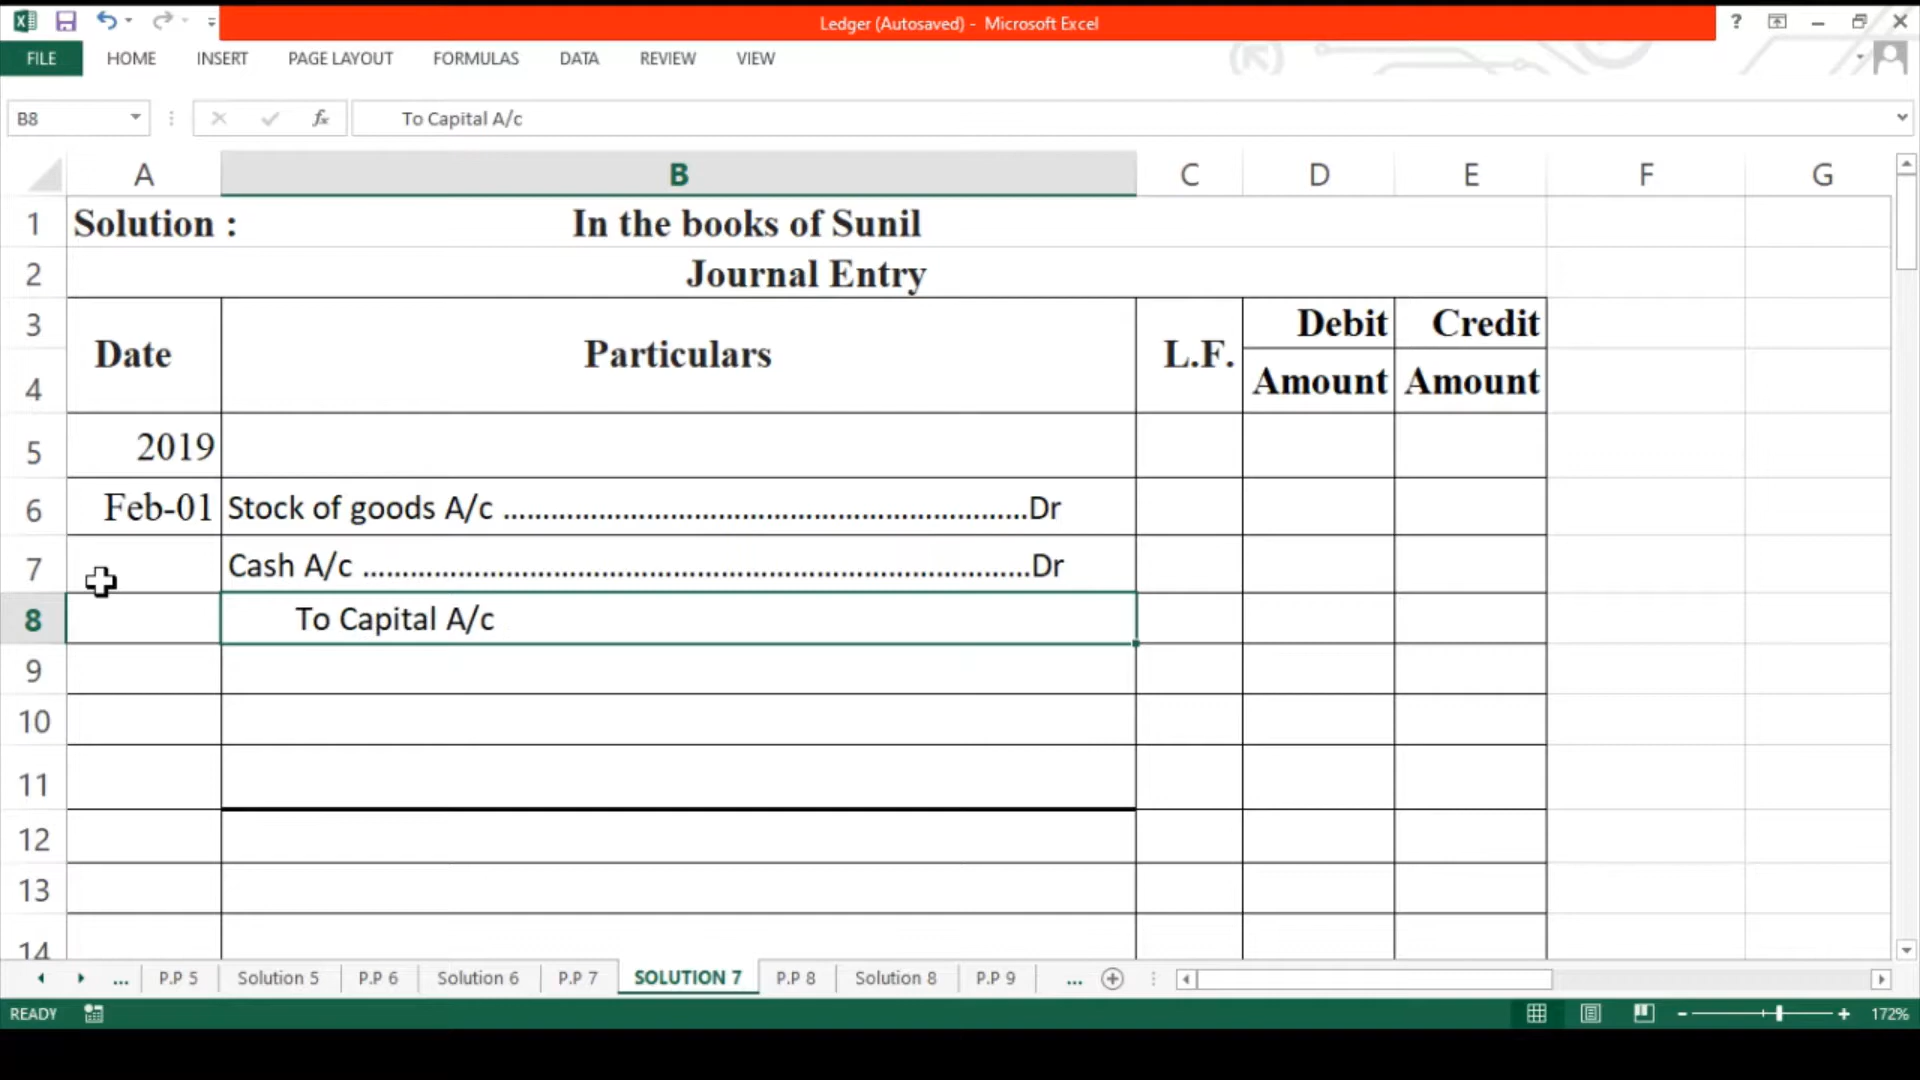 Ledger (Autosaved) - Microsoft Excel
?
FILE HOME INSERT PAGE LAYOUT FORMULAS DATA REVIEW VIEW
B8 fx To Capital A/c
A B C D E F G
1 Solution : In the books of Sunil
2 Journal Entry
3 Debit Credit
Date Particulars L.F.
4 Amount Amount
5 2019
6 Feb-01 Stock of goods A/c ..................................................................Dr
7 Cash A/c ....................................................................................Dr
8 To Capital A/c
9
10
11
12
13
14
... P.P 5 Solution 5 P.P 6 Solution 6 P.P 7 SOLUTION 7 P.P 8 Solution 8 P.P 9 ...
READY 172%